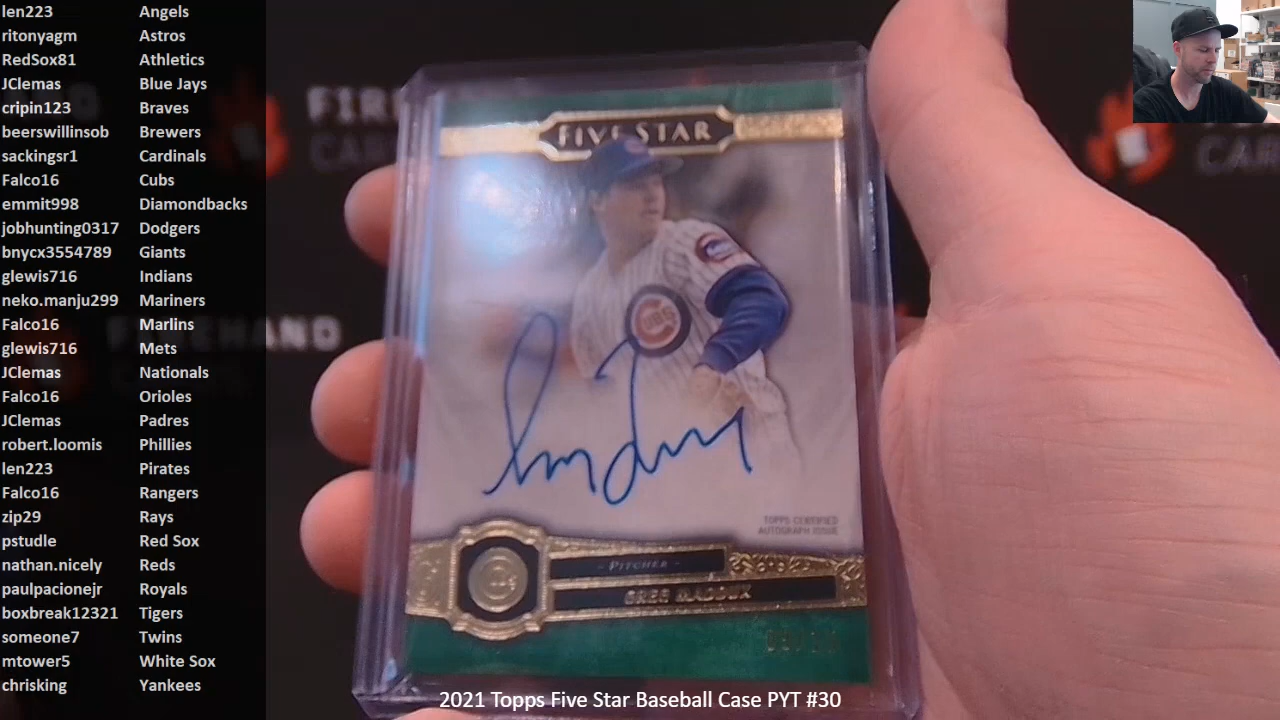 len223 Angels
ritonyagm Astros
RedSox81 Athletics
JClemas Blue Jays
cripin123 Braves
beerswillinsob Brewers
sackingsr1 Cardinals
Falco16 Cubs
emmit998 Diamondbacks
jobhunting0317 Dodgers
bnycx3554789 Giants
glewis716 Indians
neko.manju299 Mariners
Falco16 Marlins
glewis716 Mets
JClemas Nationals
Falco16 Orioles
JClemas Padres
robert.loomis Phillies
len223 Pirates
Falco16 Rangers
zip29 Rays
pstudle Red Sox
nathan.nicely Reds
paulpacionejr Royals
boxbreak12321 Tigers
someone7 Twins
mtower5 White Sox
chrisking Yankees
FIVE STAR
CUBS
TOPPS CERTIFIED
AUTOGRAPH ISSUE
- PITCHER -
GREG MADDUX
2021 Topps Five Star Baseball Case PYT #30